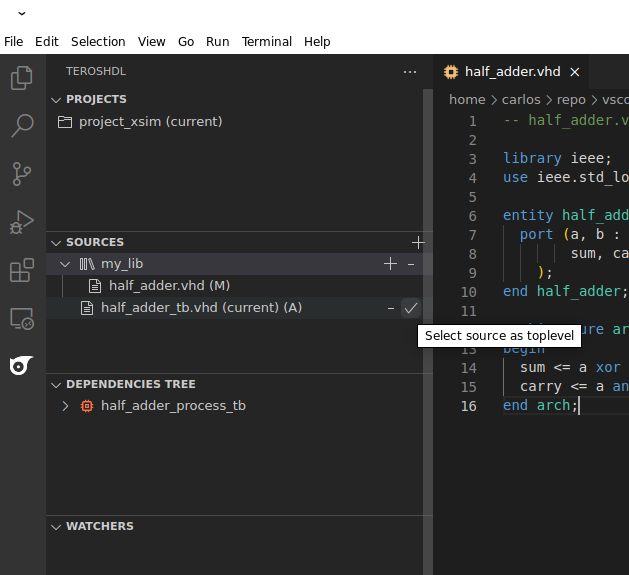 File Edit Selection View Go Run Terminal Help
TEROSHDL ...
half_adder.vhd
PROJECTS
project_xsim (current)
home > carlos > repo > vsco
SOURCES
my_lib
half_adder.vhd (M)
half_adder_tb.vhd (current) (A)
Select source as toplevel
DEPENDENCIES TREE
half_adder_process_tb
WATCHERS
1 -- half_adder.v
2
3 library ieee;
4 use ieee.std_lo
5
6 entity half_add
7 port (a, b :
8 sum, ca
9 );
10 end half_adder;
11
ure ar
13 begin
14 sum <= a xor
15 carry <= a an
16 end arch;